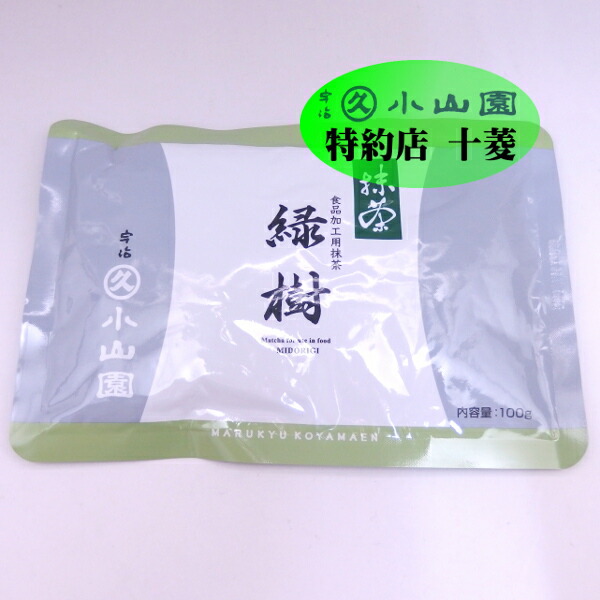 宇治 久 小山園
特約店 十菱
抹茶
食品加工用抹茶
緑樹
Matcha for use in food
MIDORIGI
宇治
久
小山園
内容量:100g
MARUKYU KOYAMAEN